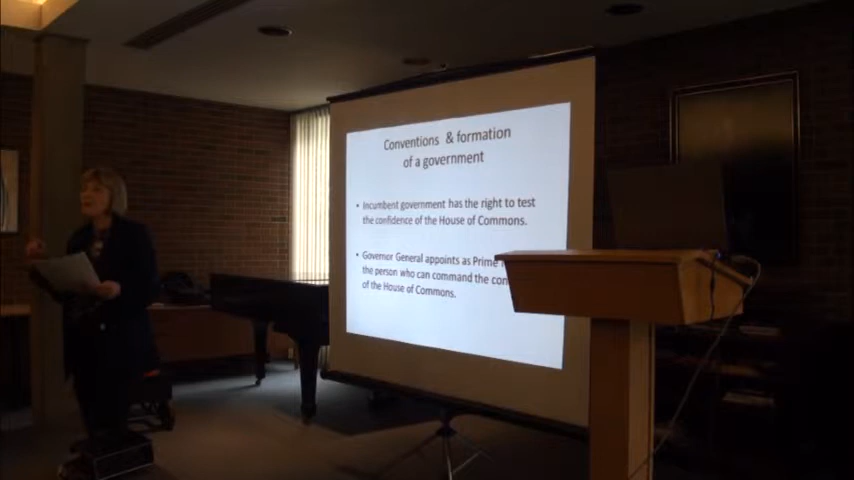 Conventions & formation
of a government
• Incumbent government has the right to test
the confidence of the House of Commons.
• Governor General appoints as Prime
the person who can command the
of the House of Commons.